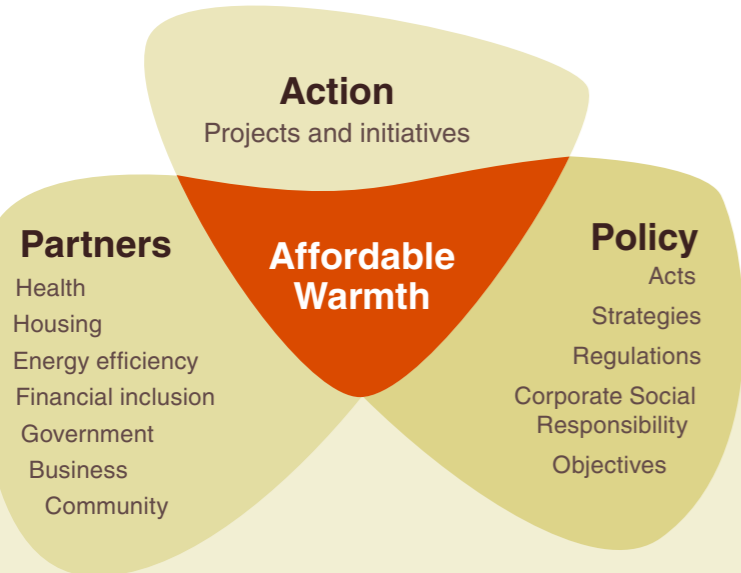 Action
Projects and initiatives
Affordable
Warmth
Partners
Health
Housing
Energy efficiency
Financial inclusion
Government
Business
Community
Policy
Acts
Strategies
Regulations
Corporate Social
Responsibility
Objectives